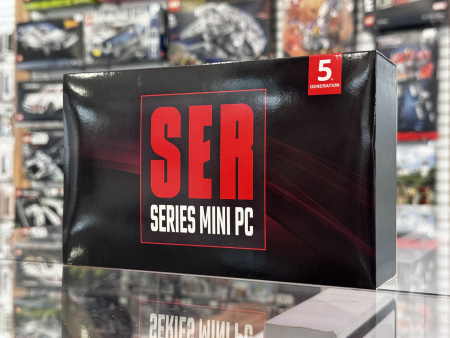 5
GENERATION
SER
SERIES MINI PC